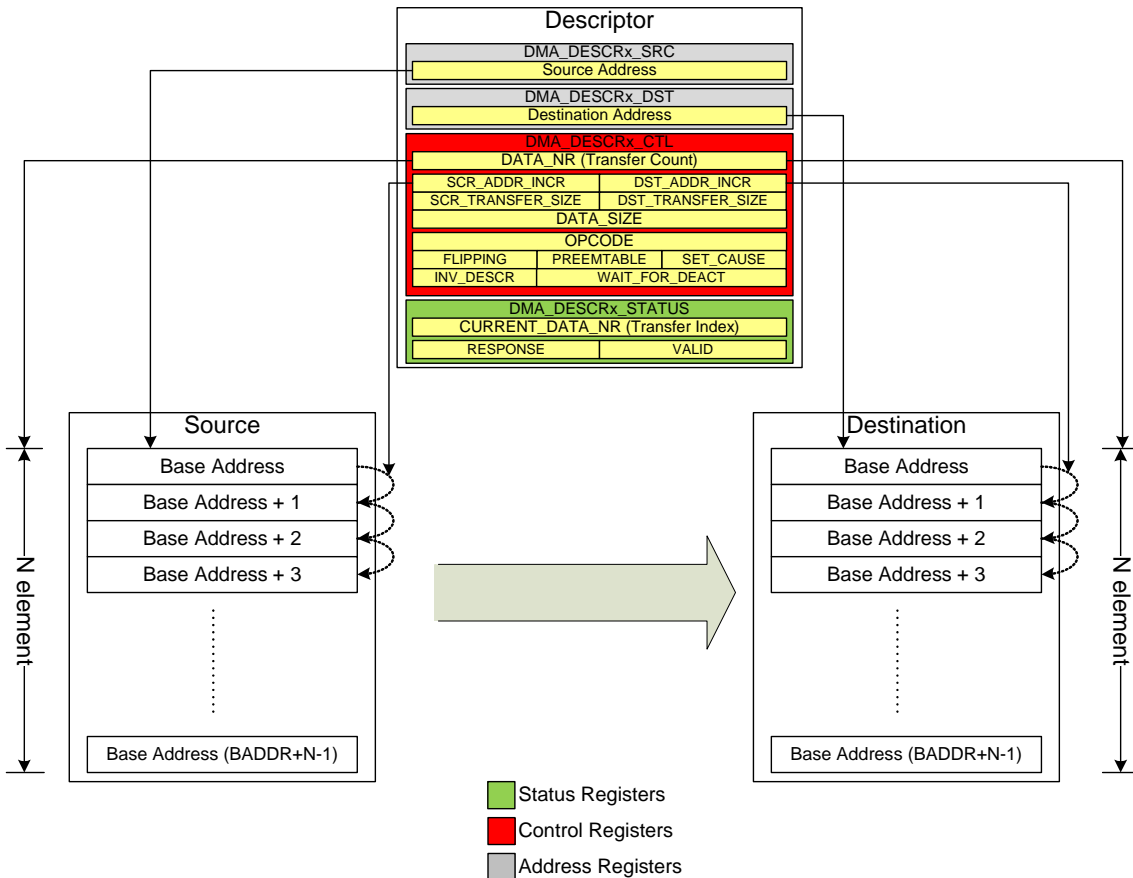 Descriptor
DMA_DESCRx_SRC
Source Address
DMA_DESCRx_DST
Destination Address
DMA_DESCRx_CTL
DATA_NR (Transfer Count)
SCR_ADDR_INCR DST_ADDR_INCR
SCR_TRANSFER_SIZE DST_TRANSFER_SIZE
DATA_SIZE
OPCODE
FLIPPING PREEMTABLE SET_CAUSE
INV_DESCR WAIT_FOR_DEACT
DMA_DESCRx_STATUS
CURRENT_DATA_NR (Transfer Index)
RESPONSE VALID
Source
Base Address
Base Address + 1
Base Address + 2
Base Address + 3
Base Address (BADDR+N-1)
N element
Destination
Base Address
Base Address + 1
Base Address + 2
Base Address + 3
Base Address (BADDR+N-1)
N element
Status Registers
Control Registers
Address Registers